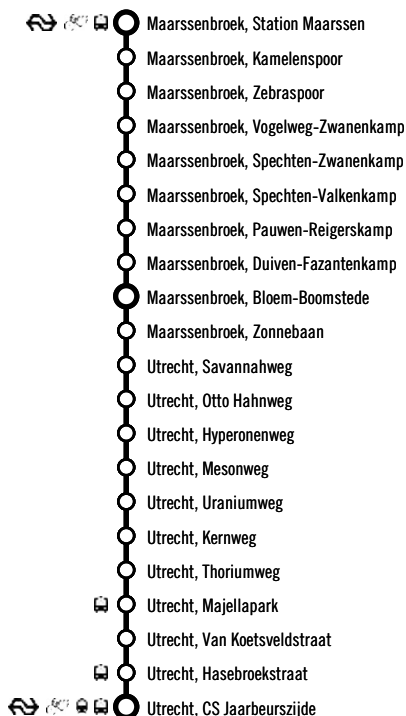 Maarssenbroek, Station Maarssen
Maarssenbroek, Kamelenspoor
Maarssenbroek, Zebraspoor
Maarssenbroek, Vogelweg-Zwanenkamp
Maarssenbroek, Spechten-Zwanenkamp
Maarssenbroek, Spechten-Valkenkamp
Maarssenbroek, Pauwen-Reigerskamp
Maarssenbroek, Duiven-Fazantenkamp
Maarssenbroek, Bloem-Boomstede
Maarssenbroek, Zonnebaan
Utrecht, Savannahweg
Utrecht, Otto Hahnweg
Utrecht, Hyperonenweg
Utrecht, Mesonweg
Utrecht, Uraniumweg
Utrecht, Kernweg
Utrecht, Thoriumweg
Utrecht, Majellapark
Utrecht, Van Koetsveldstraat
Utrecht, Hasebroekstraat
Utrecht, CS Jaarbeurszijde